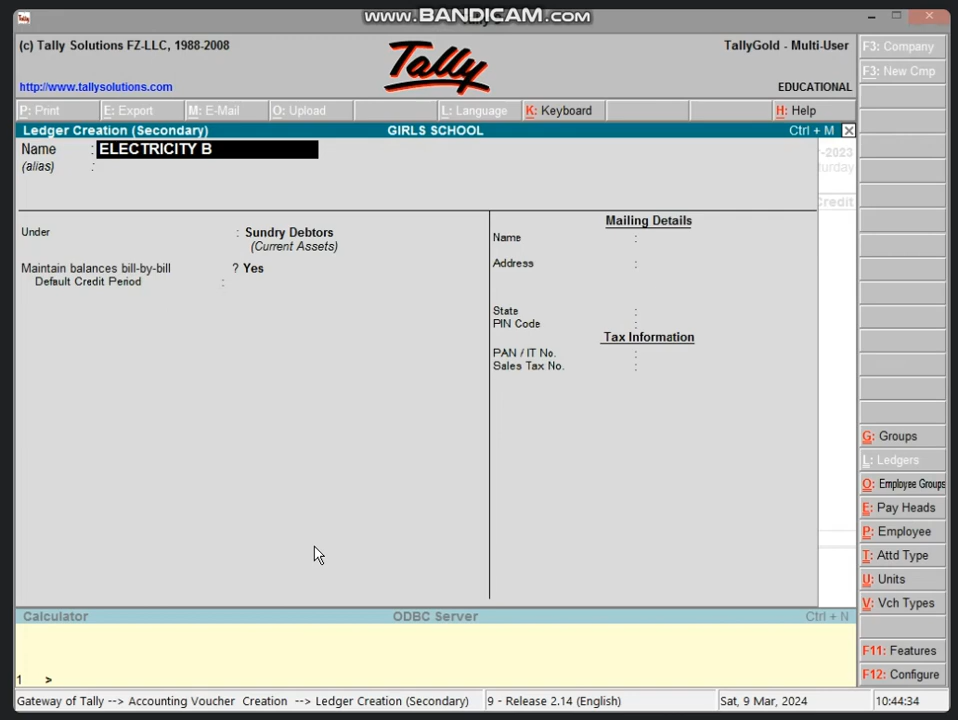 www.BANDICAM.com
Tally
(c) Tally Solutions FZ-LLC, 1988-2008
Tally
TallyGold - Multi-User
F3: Company
http://www.tallysolutions.com
EDUCATIONAL
F3: New Cmp
P: Print
E: Export
M: E-Mail
O: Upload
L: Language
K: Keyboard
H: Help
Ledger Creation (Secondary)
GIRLS SCHOOL
Ctrl + M
Name : ELECTRICITY B
(alias) :
-2023
turday
Credit
Under : Sundry Debtors
(Current Assets)
Maintain balances bill-by-bill ? Yes
Default Credit Period :
Mailing Details
Name :
Address :
State :
PIN Code :
Tax Information
PAN / IT No. :
Sales Tax No. :
G: Groups
L: Ledgers
O: Employee Groups
E: Pay Heads
P: Employee
T: Attd Type
U: Units
V: Vch Types
F11: Features
F12: Configure
Calculator
ODBC Server
Ctrl + N
1 >
Gateway of Tally --> Accounting Voucher Creation --> Ledger Creation (Secondary)
9 - Release 2.14 (English)
Sat, 9 Mar, 2024
10:44:34